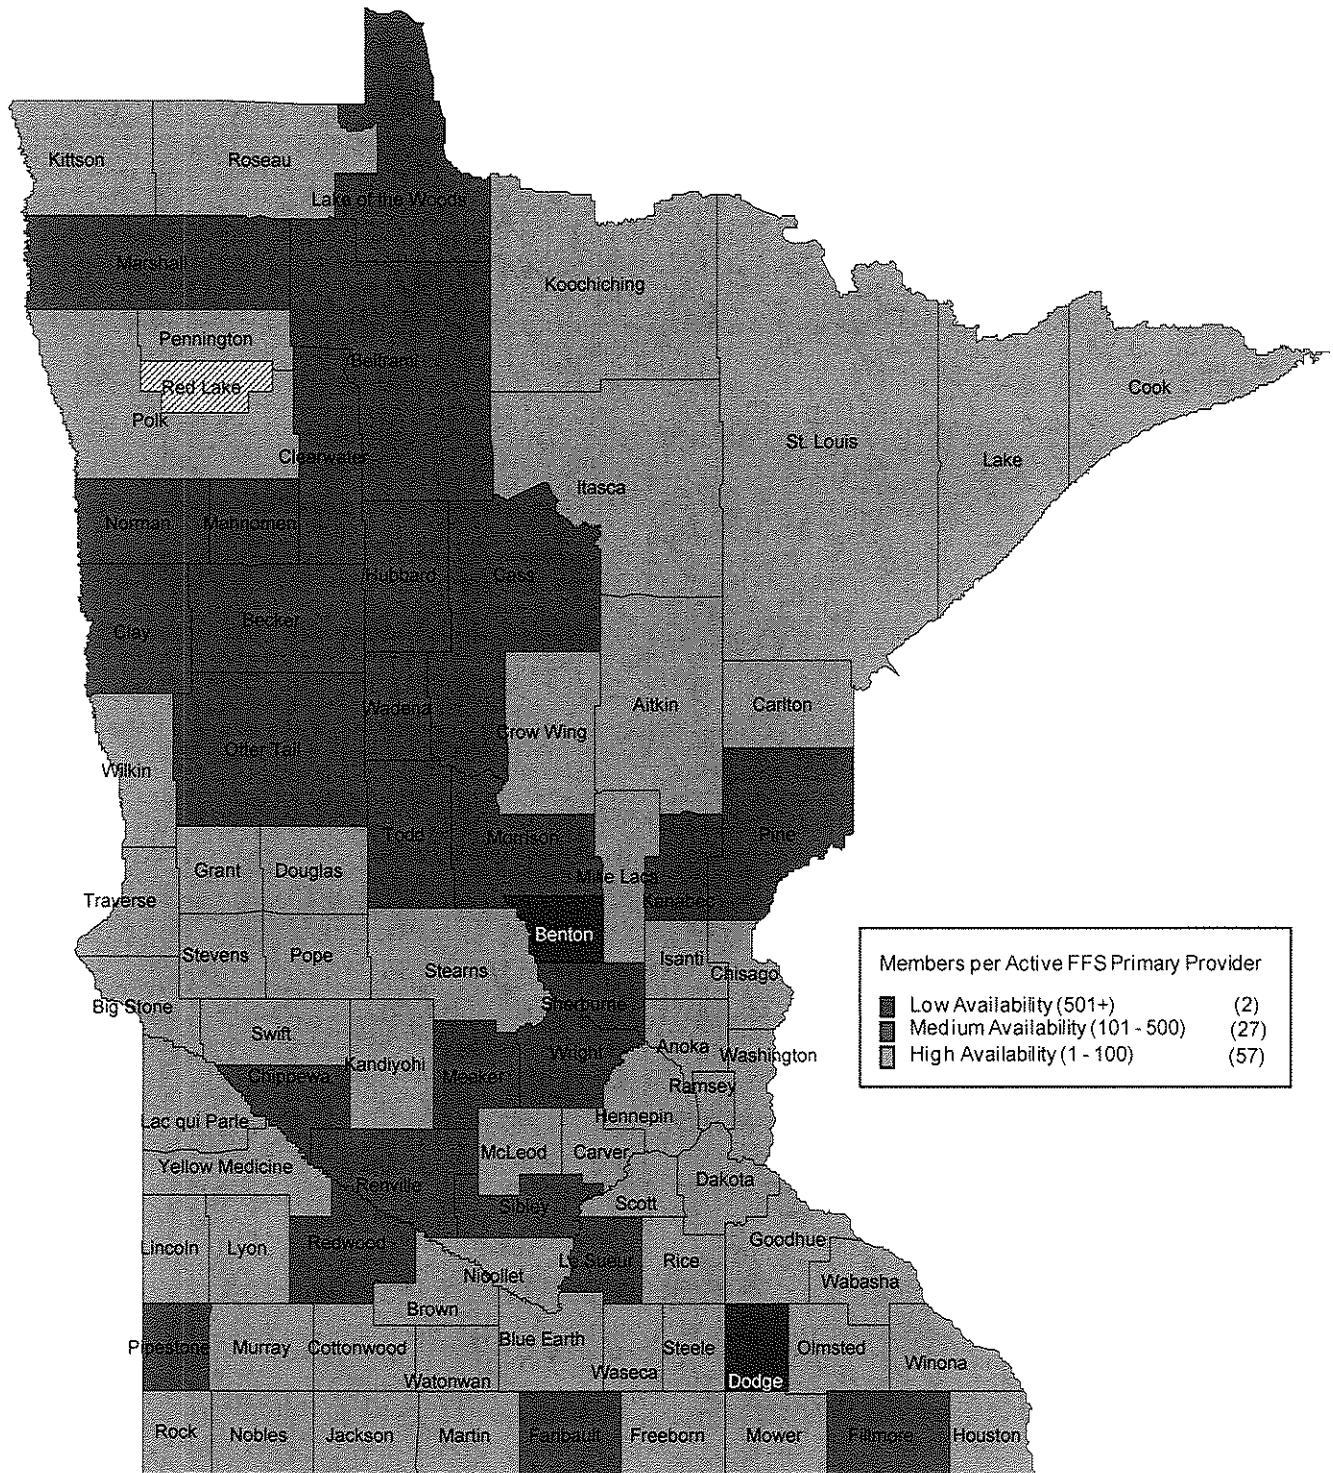 Kittson
Roseau
Lake of the Woods
Marshall
Koochiching
Pennington
Beltrami
Red Lake
Cook
Polk
St. Louis
Clearwater
Lake
Itasca
Norman
Mahnomen
Hubbard
Cass
Becker
Clay
Wadena
Aitkin
Carlton
Crow Wing
Otter Tail
Wilkin
Todd
Morrison
Pine
Grant
Douglas
Mille Lacs
Traverse
Kanabec
Benton
Stevens
Pope
Stearns
Isanti
Chisago
Big Stone
Sherburne
Swift
Kandiyohi
Meeker
Wright
Anoka
Washington
Chippewa
Ramsey
Hennepin
Lac qui Parle
McLeod
Carver
Yellow Medicine
Renville
Dakota
Sibley
Scott
Lincoln
Lyon
Redwood
Nicollet
Le Sueur
Rice
Goodhue
Wabasha
Brown
Pipestone
Murray
Cottonwood
Watonwan
Blue Earth
Waseca
Steele
Dodge
Olmsted
Winona
Rock
Nobles
Jackson
Martin
Faribault
Freeborn
Mower
Fillmore
Houston
Members per Active FFS Primary Provider
Low Availability (501+) (2)
Medium Availability (101 - 500) (27)
High Availability (1 - 100) (57)